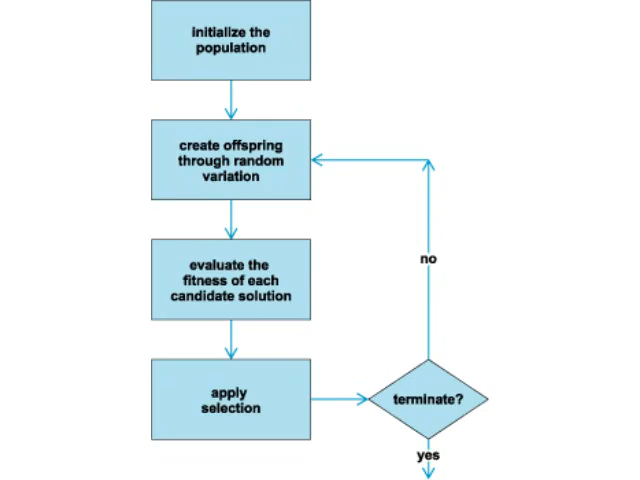 initialize the
population
create offspring
through random
variation
no
evaluate the
fitness of each
candidate solution
apply
selection
terminate?
yes